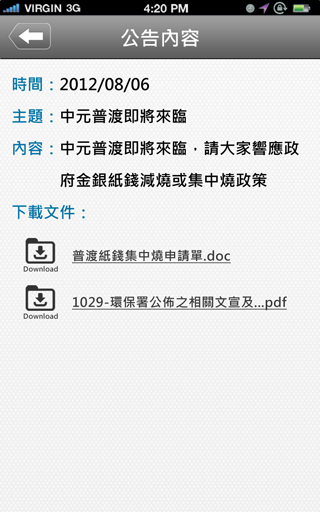 VIRGIN 3G 4:20 PM
公告內容
時間：2012/08/06
主題：中元普渡即將來臨
內容：中元普渡即將來臨，請大家響應政
府金銀紙錢減燒或集中燒政策
下載文件：
普渡紙錢集中燒申請單.doc
Download
1029-環保署公佈之相關文宣及...pdf
Download